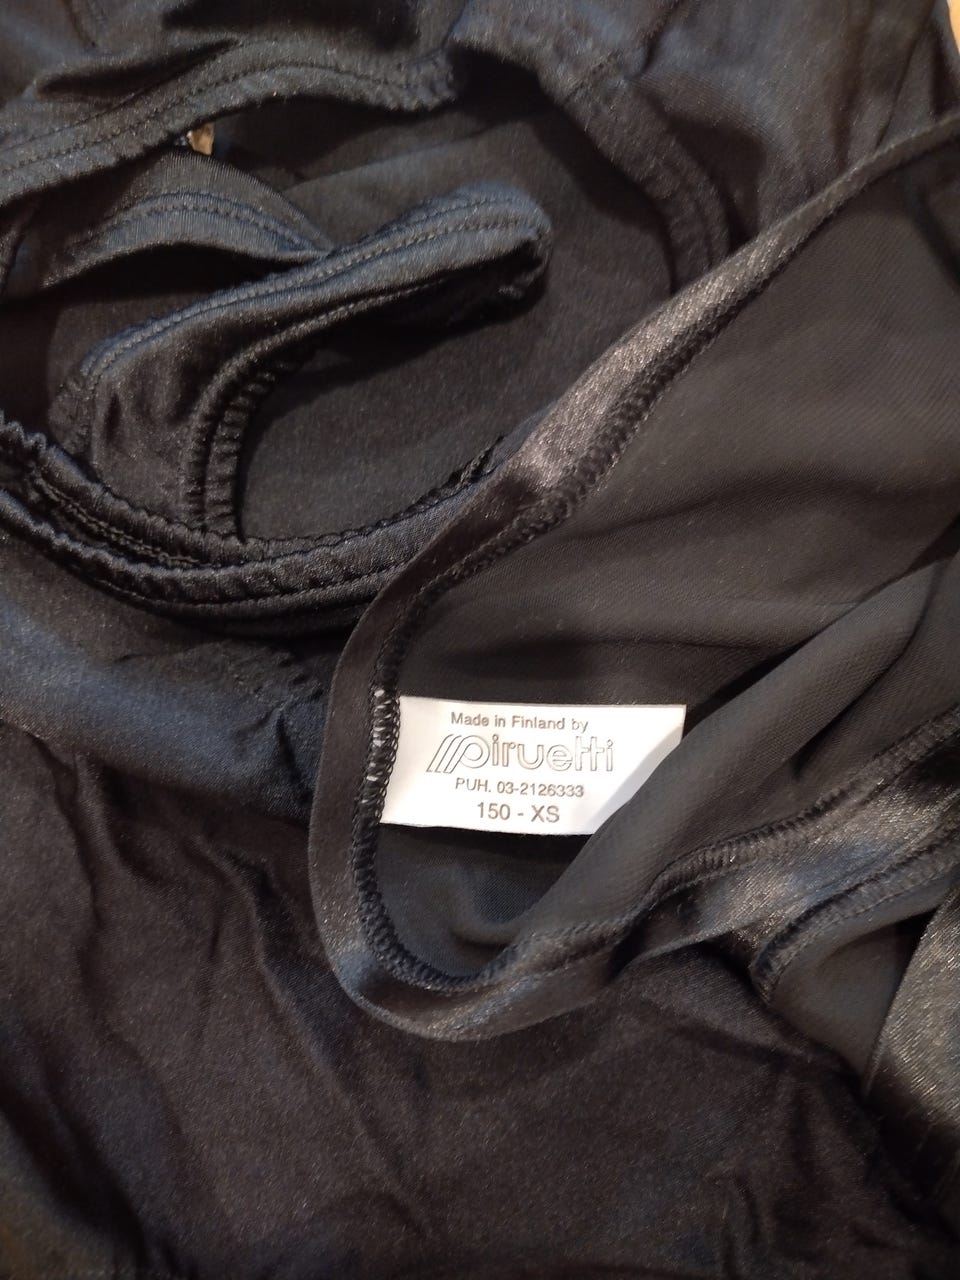 Made in Finland by
piruetti
PUH. 03-2126333
150 - XS